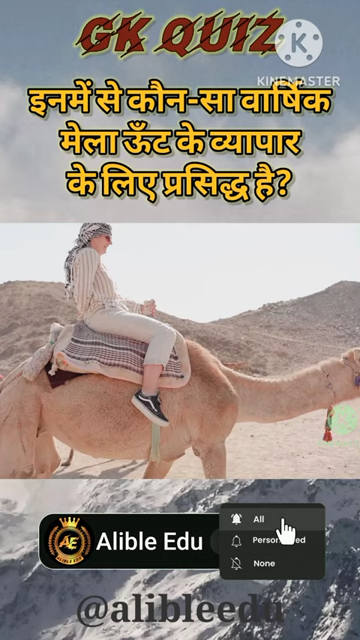 GK QUIZ
KINEMASTER
इनमें से कौन-सा वार्षिक
मेला ऊँट के व्यापार
के लिए प्रसिद्ध है?
All
Alible Edu
None
@alibleedu